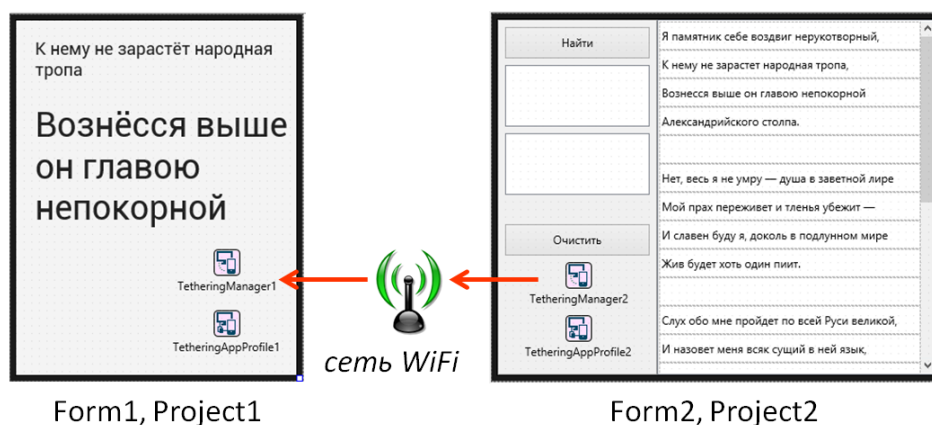 К нему не зарастёт народная
тропа
Вознёсся выше
он главою
непокорной
TetheringManager1
TetheringAppProfile1
Form1, Project1
сеть WiFi
Найти
Очистить
TetheringManager2
TetheringAppProfile2
Я памятник себе воздвиг нерукотворный,
К нему не зарастет народная тропа,
Вознесся выше он главою непокорной
Александрийского столпа.
Нет, весь я не умру — душа в заветной лире
Мой прах переживет и тленья убежит —
И славен буду я, доколь в подлунном мире
Жив будет хоть один пиит.
Слух обо мне пройдет по всей Руси великой,
И назовет меня всяк сущий в ней язык,
Form2, Project2